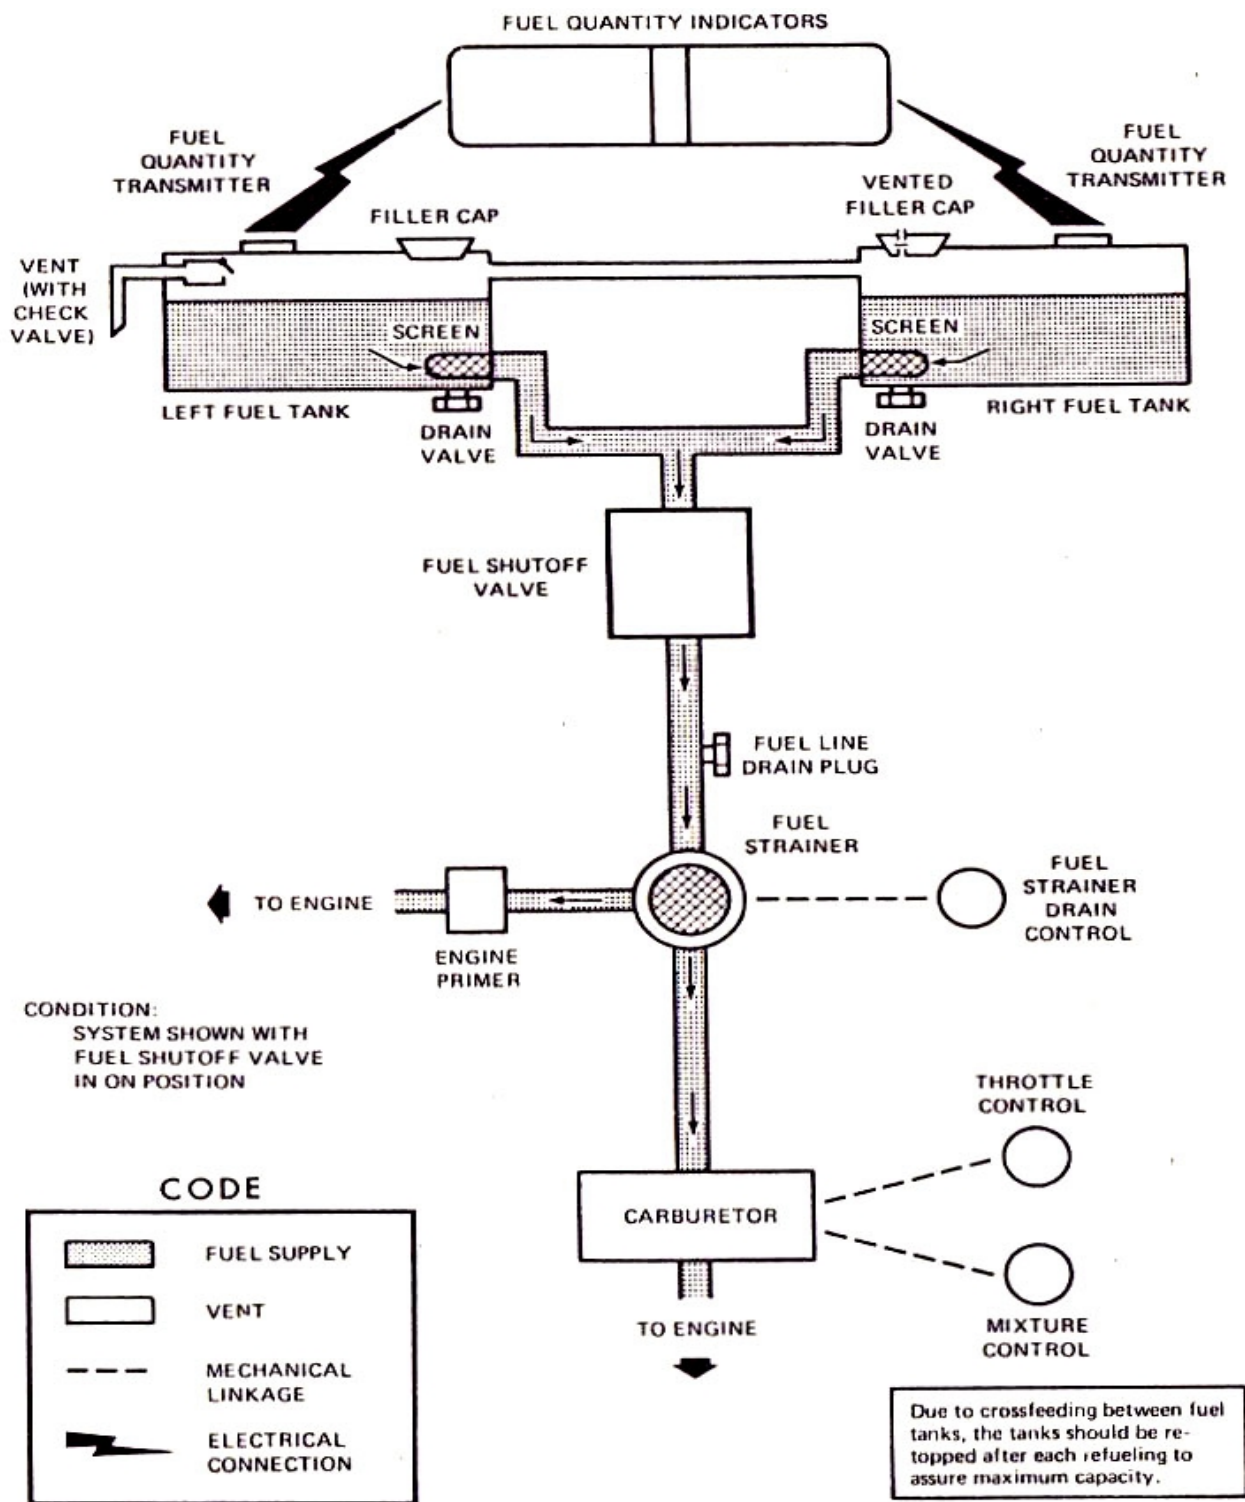 FUEL QUANTITY INDICATORS
FUEL
QUANTITY
TRANSMITTER
FUEL
QUANTITY
TRANSMITTER
FILLER CAP
VENTED
FILLER CAP
VENT
(WITH
CHECK
VALVE)
SCREEN
SCREEN
LEFT FUEL TANK
RIGHT FUEL TANK
DRAIN
VALVE
DRAIN
VALVE
FUEL SHUTOFF
VALVE
FUEL LINE
DRAIN PLUG
FUEL
STRAINER
TO ENGINE
ENGINE
PRIMER
FUEL
STRAINER
DRAIN
CONTROL
CONDITION:
SYSTEM SHOWN WITH
FUEL SHUTOFF VALVE
IN ON POSITION
THROTTLE
CONTROL
CARBURETOR
TO ENGINE
MIXTURE
CONTROL
CODE
FUEL SUPPLY
VENT
MECHANICAL
LINKAGE
ELECTRICAL
CONNECTION
Due to crossfeeding between fuel
tanks, the tanks should be re-
topped after each refueling to
assure maximum capacity.